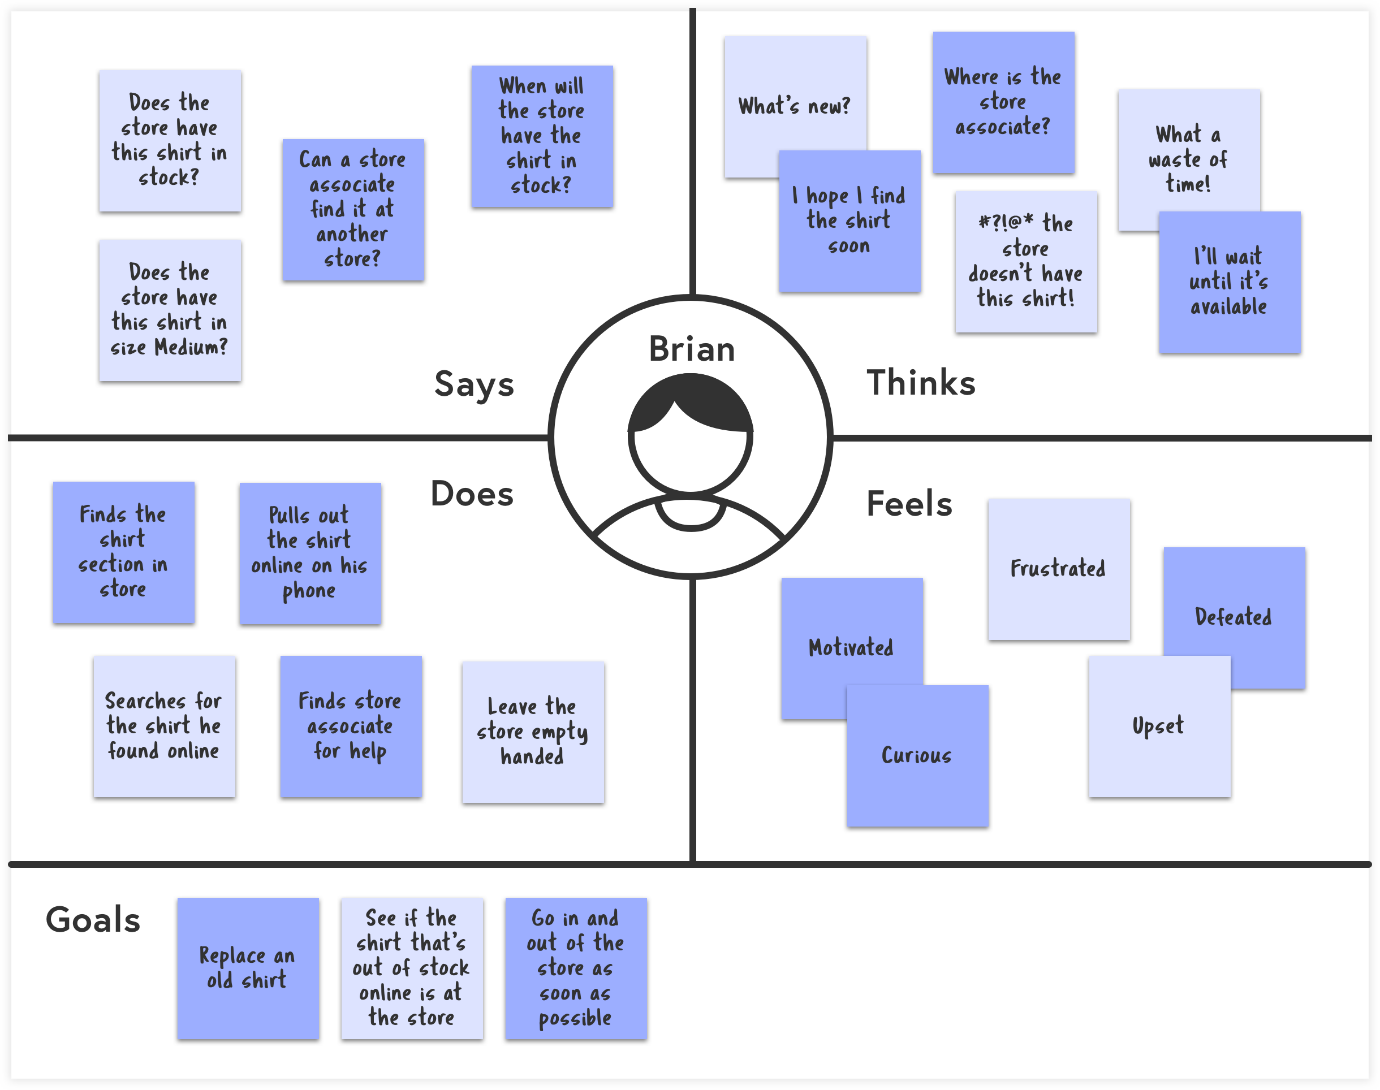 Does the
store have
this shirt in
stock?
Can a store
associate
find it at
another
store?
When will
the store
have the
shirt in
stock?
Does the
store have
this shirt in
size Medium?
Says
What's new?
I hope I find
the shirt
soon
Where is the
store
associate?
#?!@* the
store
doesn't have
this shirt!
What a
waste of
time!
I'll wait
until it's
available
Thinks
Brian
Does
Finds the
shirt
section in
store
Pulls out
the shirt
online on his
phone
Searches for
the shirt he
found online
Finds store
associate
for help
Leave the
store empty
handed
Feels
Motivated
Curious
Frustrated
Defeated
Upset
Goals
Replace an
old shirt
See if the
shirt that's
out of stock
online is at
the store
Go in and
out of the
store as
soon as
possible